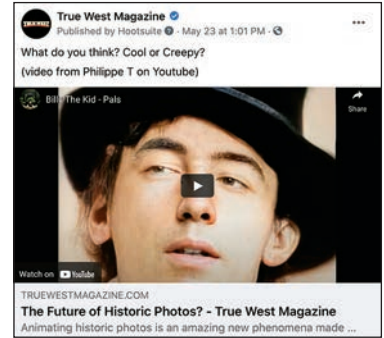 True West Magazine
Published by Hootsuite · May 23 at 1:01 PM ·
What do you think? Cool or Creepy?
(video from Philippe T on Youtube)
Billy The Kid - Pals
Share
Watch on YouTube
TRUEWESTMAGAZINE.COM
The Future of Historic Photos? - True West Magazine
Animating historic photos is an amazing new phenomena made ...